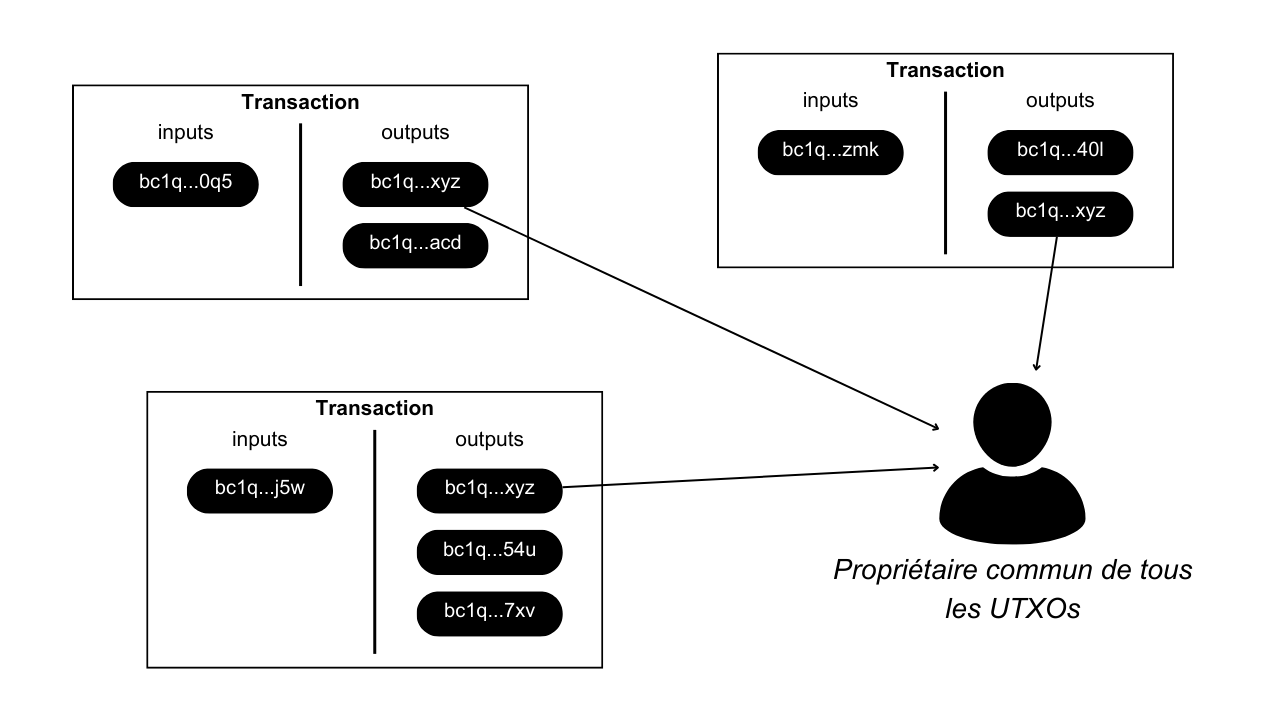 Transaction
inputs
outputs
bc1q...0q5
bc1q...xyz
bc1q...acd
Transaction
inputs
outputs
bc1q...zmk
bc1q...40l
bc1q...xyz
Transaction
inputs
outputs
bc1q...j5w
bc1q...xyz
bc1q...54u
bc1q...7xv
Propriétaire commun de tous
les UTXOs